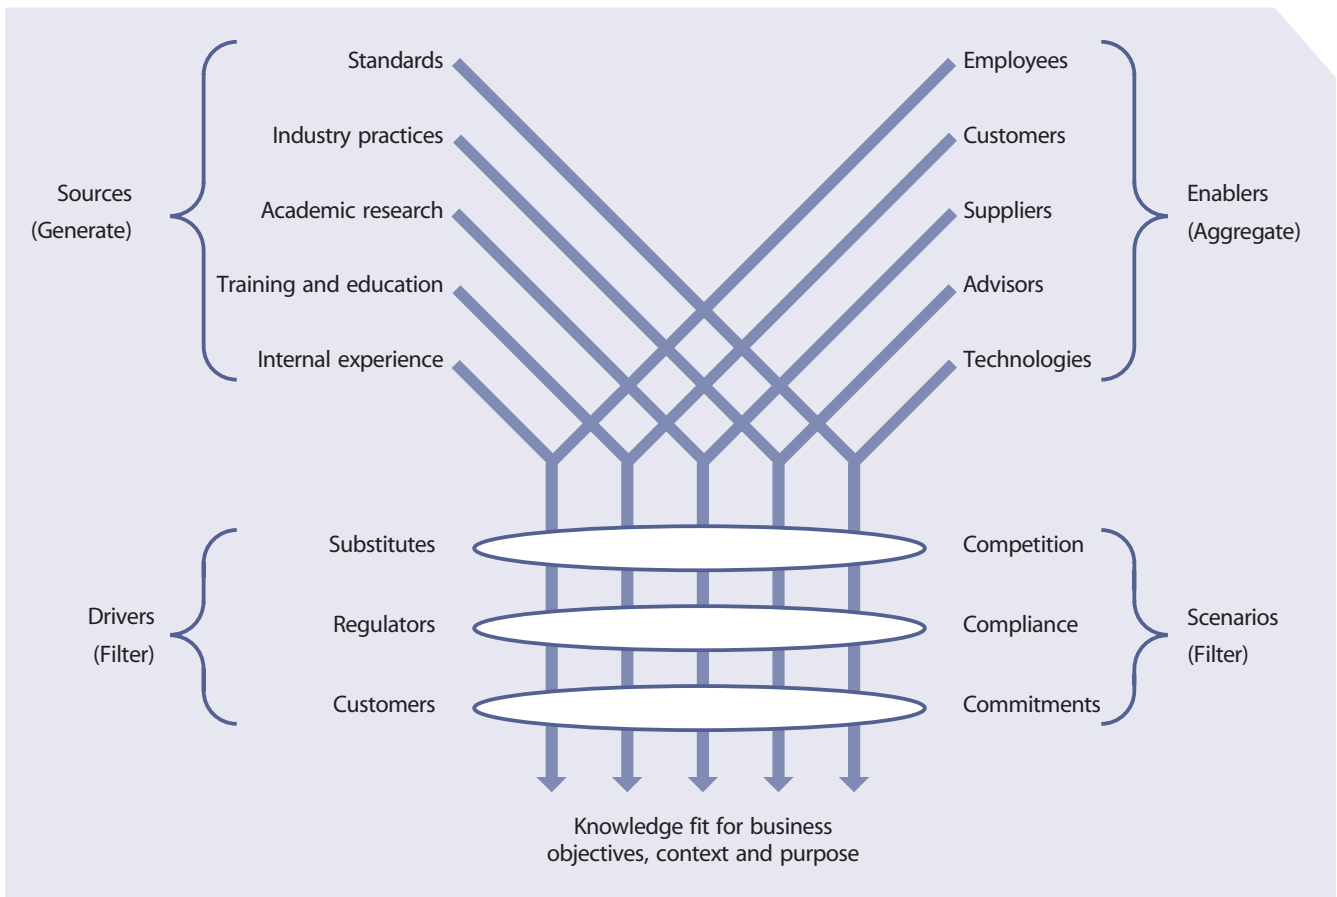 Sources
(Generate)
Standards
Industry practices
Academic research
Training and education
Internal experience
Employees
Customers
Suppliers
Advisors
Technologies
Enablers
(Aggregate)
Drivers
(Filter)
Substitutes
Regulators
Customers
Competition
Compliance
Commitments
Scenarios
(Filter)
Knowledge fit for business
objectives, context and purpose